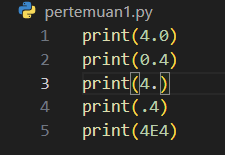 pertemuan1.py
1 print(4.0)
2 print(0.4)
3 print(4.)
4 print(.4)
5 print(4E4)